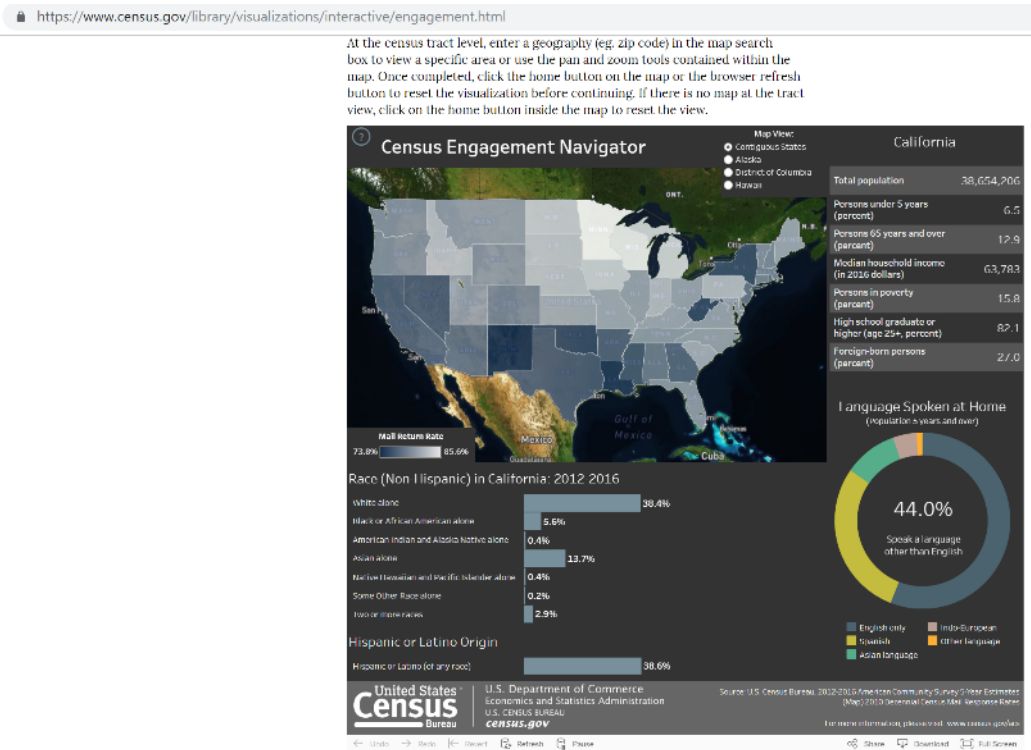 https://www.census.gov/library/visualizations/interactive/engagement.html
At the census tract level, enter a geography (eg. zip code) in the map search
box to view a specific area or use the pan and zoom tools contained within the
map. Once completed, click the home button on the map or the browser refresh
button to reset the visualization before continuing. If there is no map at the tract
view, click on the home button inside the map to reset the view.
?
Census Engagement Navigator
Map View:
Contiguous States
Alaska
District of Columbia
Hawaii
ONT.
N.B.
MINN.
WIS.
United States
Gulf of
Mexico
Mexico
Cuba
Mail Return Rate
73.8% 85.6%
California
Total population 38,654,206
Persons under 5 years
(percent) 6.5
Persons 65 years and over
(percent) 12.9
Median household income
(in 2016 dollars) 63,783
Persons in poverty
(percent) 15.8
High school graduate or
higher (age 25+, percent) 82.1
Foreign-born persons
(percent) 27.0
Race (Non Hispanic) in California: 2012 2016
White alone 38.4%
Black or African American alone 5.6%
American Indian and Alaska Native alone 0.4%
Asian alone 13.7%
Native Hawaiian and Pacific Islander alone 0.4%
Some Other Race alone 0.2%
Two or more races 2.9%
Hispanic or Latino Origin
Hispanic or Latino (of any race) 38.6%
Language Spoken at Home
(Population 5 years and over)
44.0%
Speak a language
other than English
English only
Indo-European
Spanish
Other language
Asian language
United States
Census
Bureau
U.S. Department of Commerce
Economics and Statistics Administration
U.S. CENSUS BUREAU
census.gov
Source: U.S. Census Bureau, 2012-2016 American Community Survey 5-Year Estimates
(Map) 2010 Decennial Census Mail Response Rates
For more information, please visit www.census.gov/acs
Undo
Redo
Revert
Refresh
Pause
Share
Download
Full Screen